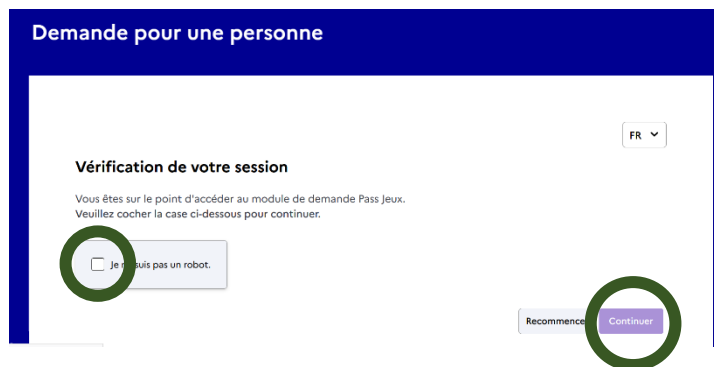 Demande pour une personne
FR
Vérification de votre session
Vous êtes sur le point d'accéder au module de demande Pass Jeux.
Veuillez cocher la case ci-dessous pour continuer.
Je suis pas un robot.
Recommence Continuer